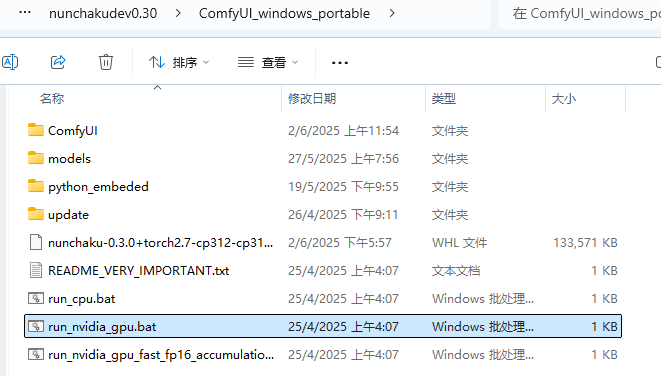 ··· nunchakudev0.30 > ComfyUI_windows_portable > 在 ComfyUI_windows_po
排序 查看 ···
名称 修改日期 类型 大小
ComfyUI 2/6/2025 上午11:54 文件夹
models 27/5/2025 上午7:56 文件夹
python_embeded 19/5/2025 下午9:55 文件夹
update 26/4/2025 下午9:11 文件夹
nunchaku-0.3.0+torch2.7-cp312-cp31... 2/6/2025 下午5:57 WHL 文件 133,571 KB
README_VERY_IMPORTANT.txt 25/4/2025 上午4:07 文本文档 1 KB
run_cpu.bat 25/4/2025 上午4:07 Windows 批处理... 1 KB
run_nvidia_gpu.bat 25/4/2025 上午4:07 Windows 批处理... 1 KB
run_nvidia_gpu_fast_fp16_accumulatio... 25/4/2025 上午4:07 Windows 批处理... 1 KB